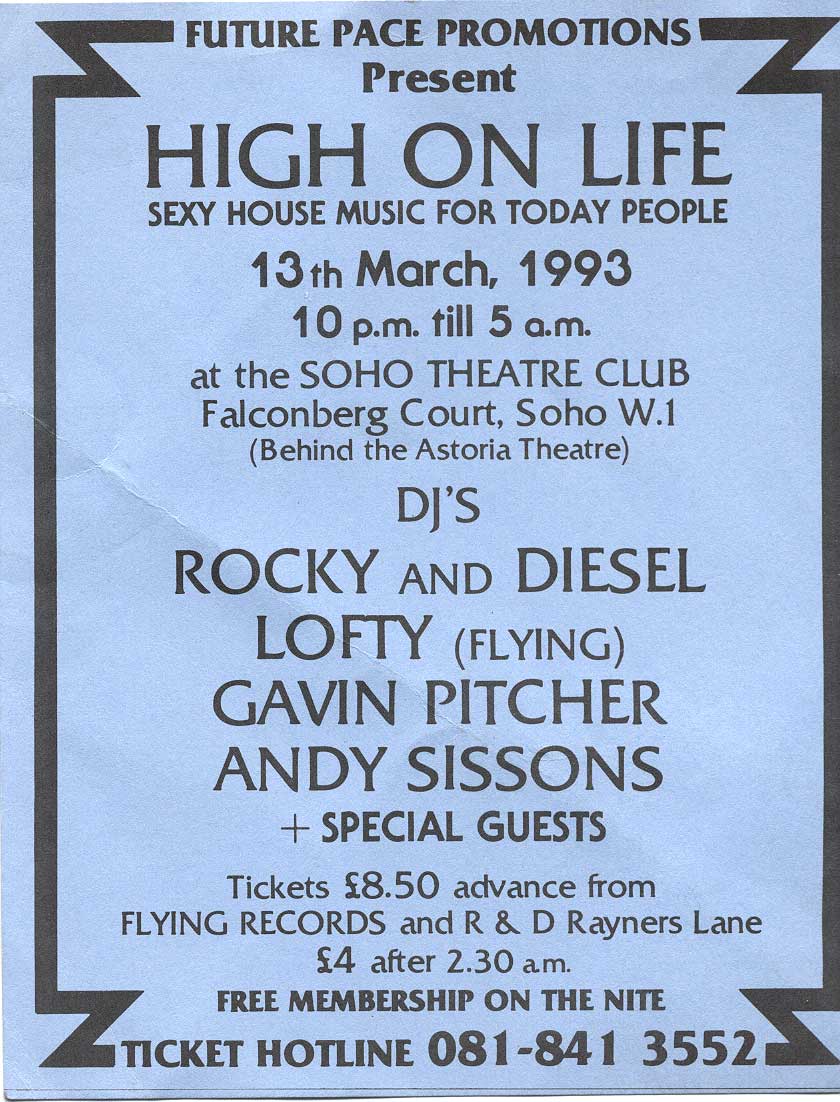 FUTURE PACE PROMOTIONS
Present
HIGH ON LIFE
SEXY HOUSE MUSIC FOR TODAY PEOPLE
13th March, 1993
10 p.m. till 5 a.m.
at the SOHO THEATRE CLUB
Falconberg Court, Soho W.1
(Behind the Astoria Theatre)
DJ'S
ROCKY AND DIESEL
LOFTY (FLYING)
GAVIN PITCHER
ANDY SISSONS
+ SPECIAL GUESTS
Tickets £8.50 advance from
FLYING RECORDS and R & D Rayners Lane
£4 after 2.30 a.m.
FREE MEMBERSHIP ON THE NITE
TICKET HOTLINE 081-841 3552